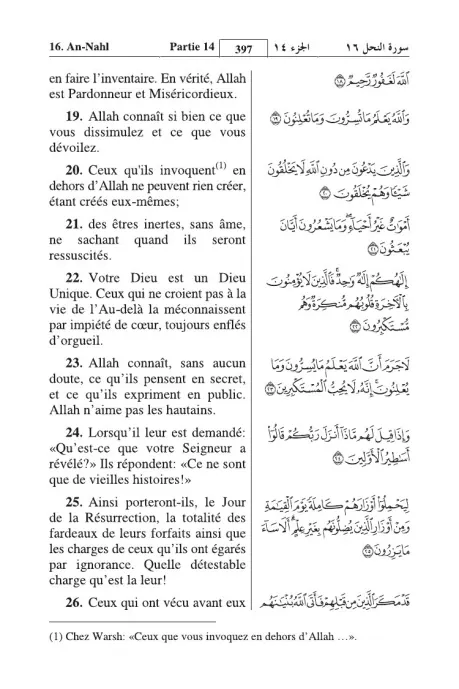 16. An-Nahl Partie 14 397 الجزء ١٤ سورة النحل ١٦
en faire l'inventaire. En vérité, Allah
est Pardonneur et Miséricordieux.
19. Allah connaît si bien ce que
vous dissimulez et ce que vous
dévoilez.
20. Ceux qu'ils invoquent(1) en
dehors d'Allah ne peuvent rien créer,
étant créés eux-mêmes;
21. des êtres inertes, sans âme,
ne sachant quand ils seront
ressuscités.
22. Votre Dieu est un Dieu
Unique. Ceux qui ne croient pas à la
vie de l'Au-delà la méconnaissent
par impiété de cœur, toujours enflés
d'orgueil.
23. Allah connaît, sans aucun
doute, ce qu'ils pensent en secret,
et ce qu'ils expriment en public.
Allah n'aime pas les hautains.
24. Lorsqu'il leur est demandé:
«Qu'est-ce que votre Seigneur a
révélé?» Ils répondent: «Ce ne sont
que de vieilles histoires!»
25. Ainsi porteront-ils, le Jour
de la Résurrection, la totalité des
fardeaux de leurs forfaits ainsi que
les charges de ceux qu'ils ont égarés
par ignorance. Quelle détestable
charge qu'est la leur!
26. Ceux qui ont vécu avant eux
ٱللَّهَ لَغَفُورٌ رَّحِيمٌ ١٨
وَٱللَّهُ يَعْلَمُ مَا تُسِرُّونَ وَمَا تُعْلِنُونَ ١٩
وَٱلَّذِينَ يَدْعُونَ مِن دُونِ ٱللَّهِ لَا يَخْلُقُونَ
شَيْـًٔا وَهُمْ يُخْلَقُونَ ٢٠
أَمْوَٰتٌ غَيْرُ أَحْيَآءٍ وَمَا يَشْعُرُونَ أَيَّانَ
يُبْعَثُونَ ٢١
إِلَـٰهُكُمْ إِلَـٰهٌ وَٰحِدٌ فَٱلَّذِينَ لَا يُؤْمِنُونَ
بِٱلْـَٔاخِرَةِ قُلُوبُهُم مُّنكِرَةٌ وَهُم
مُّسْتَكْبِرُونَ ٢٢
لَا جَرَمَ أَنَّ ٱللَّهَ يَعْلَمُ مَا يُسِرُّونَ وَمَا
يُعْلِنُونَ إِنَّهُۥ لَا يُحِبُّ ٱلْمُسْتَكْبِرِينَ ٢٣
وَإِذَا قِيلَ لَهُم مَّاذَآ أَنزَلَ رَبُّكُمْ قَالُوٓا۟
أَسَـٰطِيرُ ٱلْأَوَّلِينَ ٢٤
لِيَحْمِلُوٓا۟ أَوْزَارَهُمْ كَامِلَةً يَوْمَ ٱلْقِيَـٰمَةِ
وَمِنْ أَوْزَارِ ٱلَّذِينَ يُضِلُّونَهُم بِغَيْرِ عِلْمٍ أَلَا سَآءَ
مَا يَزِرُونَ ٢٥
قَدْ مَكَرَ ٱلَّذِينَ مِن قَبْلِهِمْ فَأَتَى ٱللَّهُ بُنْيَـٰنَهُم
(1) Chez Warsh: «Ceux que vous invoquez en dehors d'Allah …».